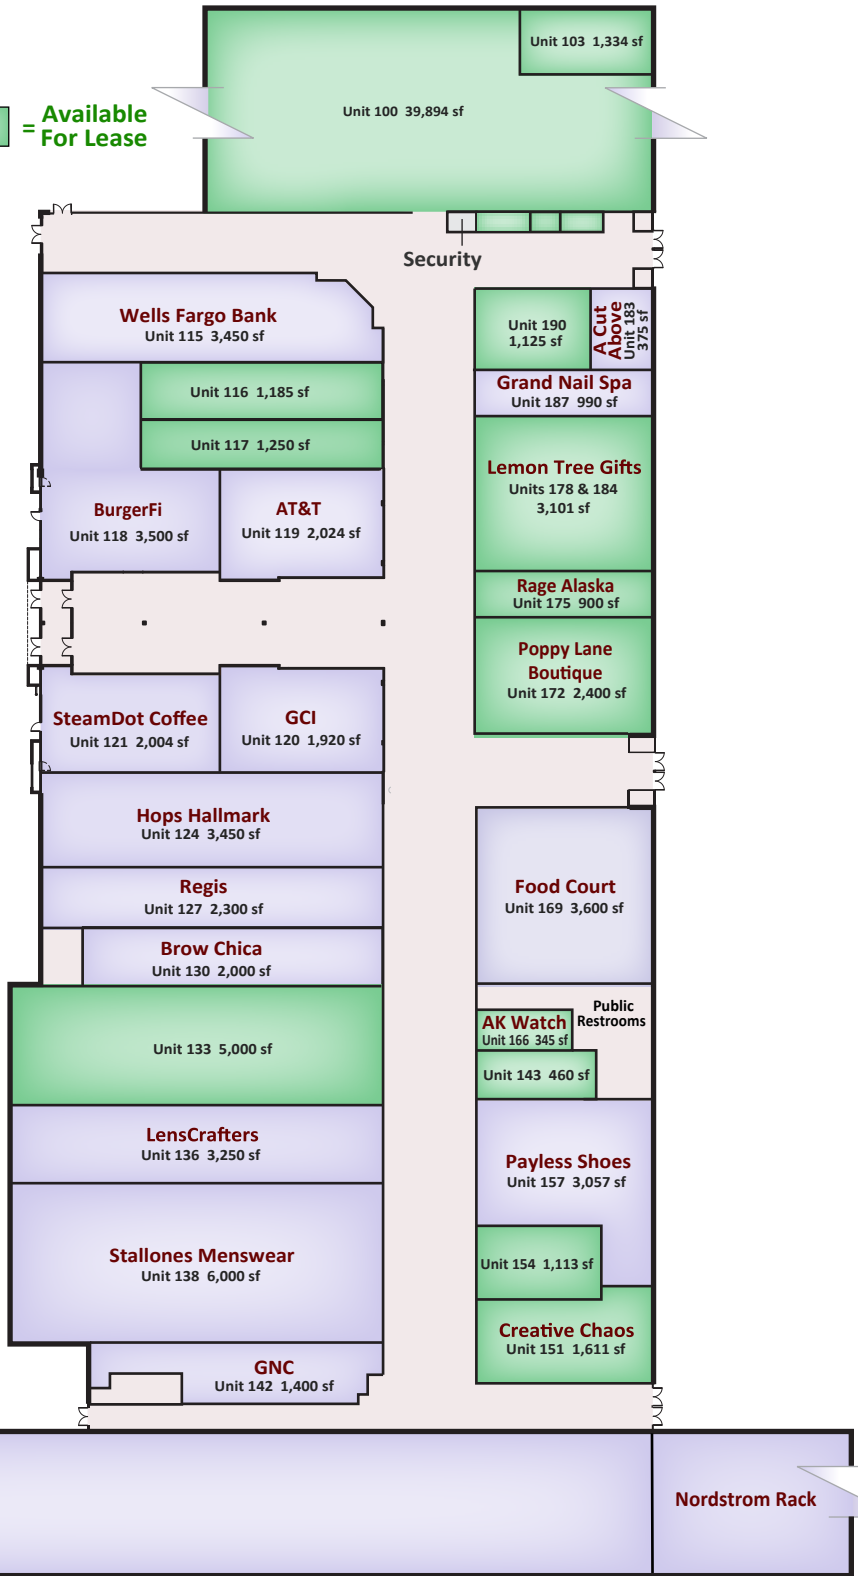 Unit 103 1,334 sf
Unit 100 39,894 sf
= Available
For Lease
Security
Wells Fargo Bank
Unit 115 3,450 sf
Unit 190
1,125 sf
A Cut
Above
Unit 183
375 sf
Unit 116 1,185 sf
Grand Nail Spa
Unit 187 990 sf
Unit 117 1,250 sf
Lemon Tree Gifts
Units 178 & 184
3,101 sf
BurgerFi
Unit 118 3,500 sf
AT&T
Unit 119 2,024 sf
Rage Alaska
Unit 175 900 sf
Poppy Lane
Boutique
Unit 172 2,400 sf
SteamDot Coffee
Unit 121 2,004 sf
GCI
Unit 120 1,920 sf
Hops Hallmark
Unit 124 3,450 sf
Regis
Unit 127 2,300 sf
Food Court
Unit 169 3,600 sf
Brow Chica
Unit 130 2,000 sf
Public
Restrooms
AK Watch
Unit 166 345 sf
Unit 133 5,000 sf
Unit 143 460 sf
LensCrafters
Unit 136 3,250 sf
Payless Shoes
Unit 157 3,057 sf
Stallones Menswear
Unit 138 6,000 sf
Unit 154 1,113 sf
Creative Chaos
Unit 151 1,611 sf
GNC
Unit 142 1,400 sf
Nordstrom Rack